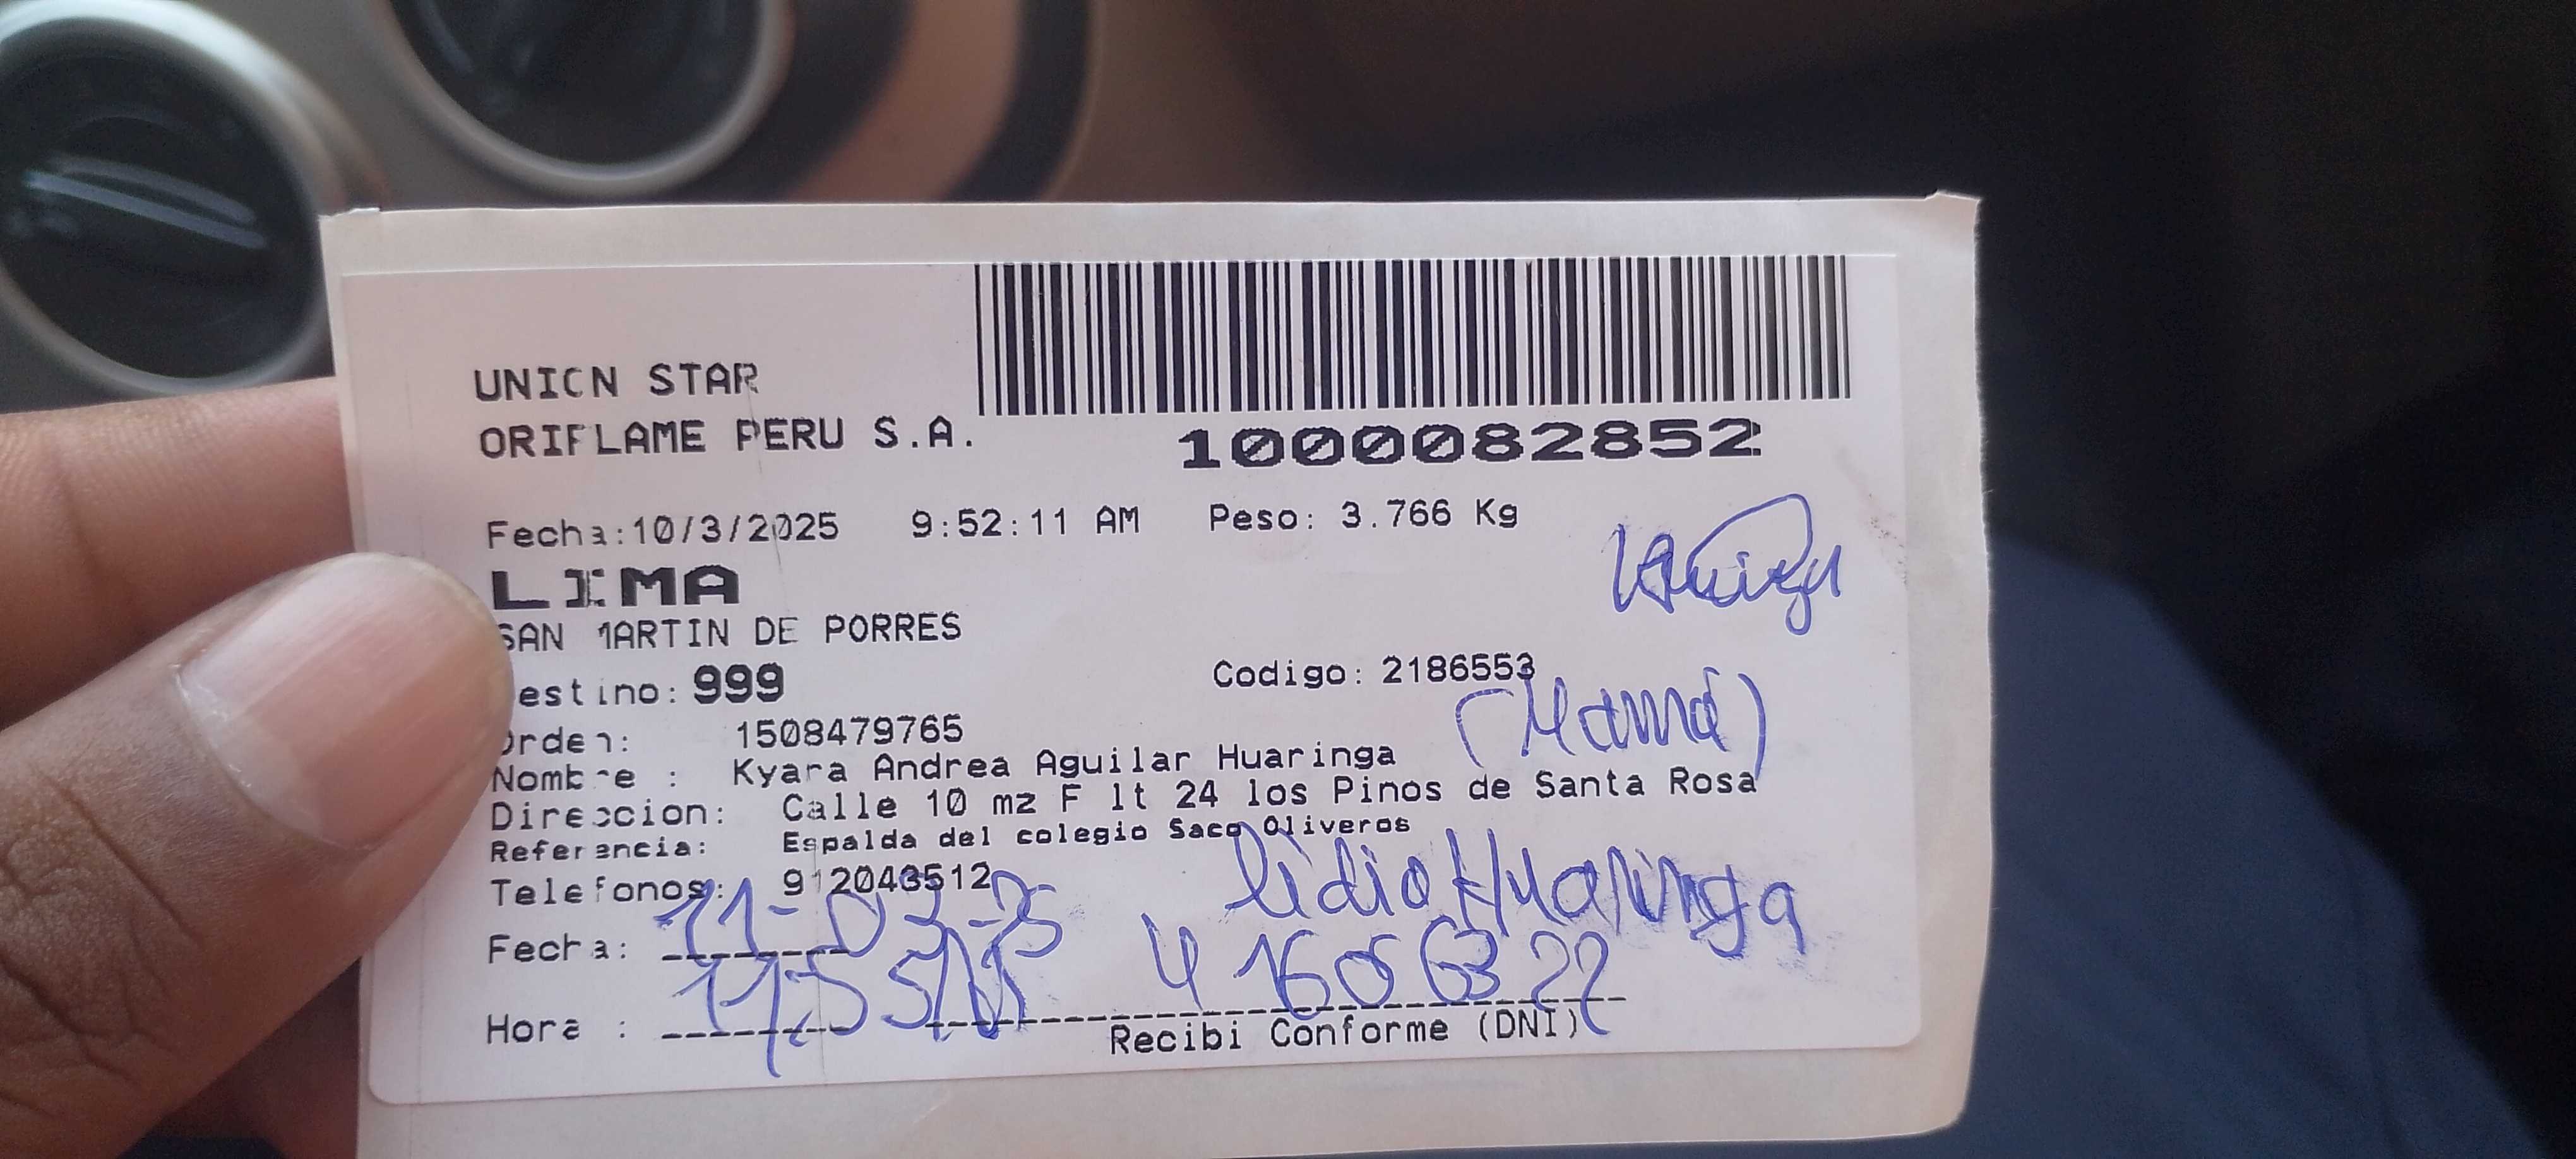 UNION STAR
ORIFLAME PERU S.A.
1000082852
Fecha:10/3/2025 9:52:11 AM Peso: 3.766 Kg
LIMA
SAN MARTIN DE PORRES
Destino: 999 Codigo: 2186553
(Mamá)
Orden: 1508479765
Nombre : Kyara Andrea Aguilar Huaringa
Direccion: Calle 10 mz F lt 24 los Pinos de Santa Rosa
Referencia: Espalda del colegio Saco Oliveros
Telefonos: 912043512
lidia Huaringa
Fecha: 11-03-25
Hora :
Recibi Conforme (DNI)